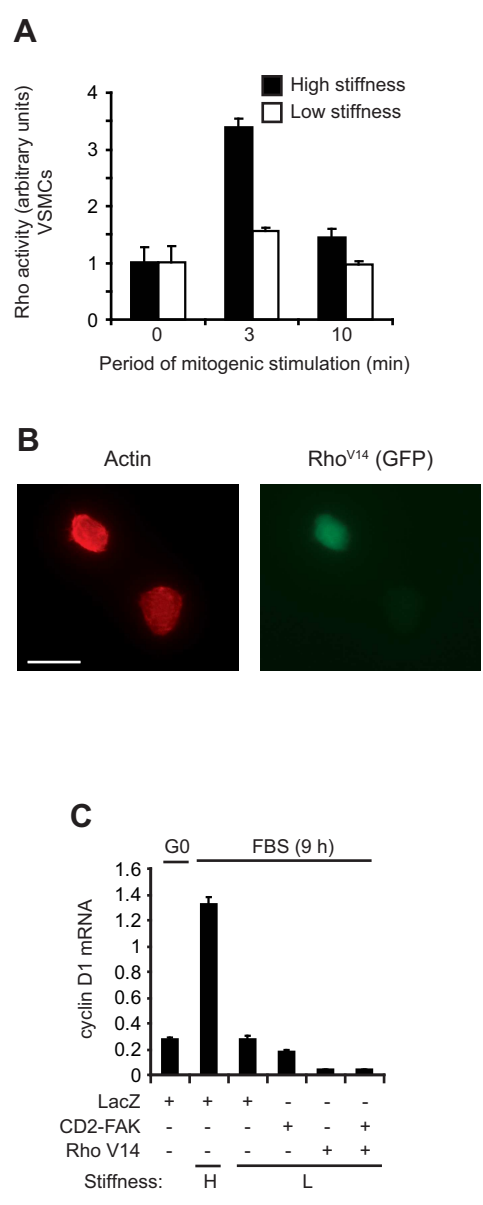 A
High stiffness
Low stiffness
Rho activity (arbitrary units)
VSMCs
4
3
2
1
0
0 3 10
Period of mitogenic stimulation (min)
B
Actin RhoV14 (GFP)
C
G0 FBS (9 h)
cyclin D1 mRNA
1.6
1.4
1.2
1
0.8
0.6
0.4
0.2
0
LacZ + + + - - -
CD2-FAK - - - + - +
Rho V14 - - - - + +
Stiffness: H L